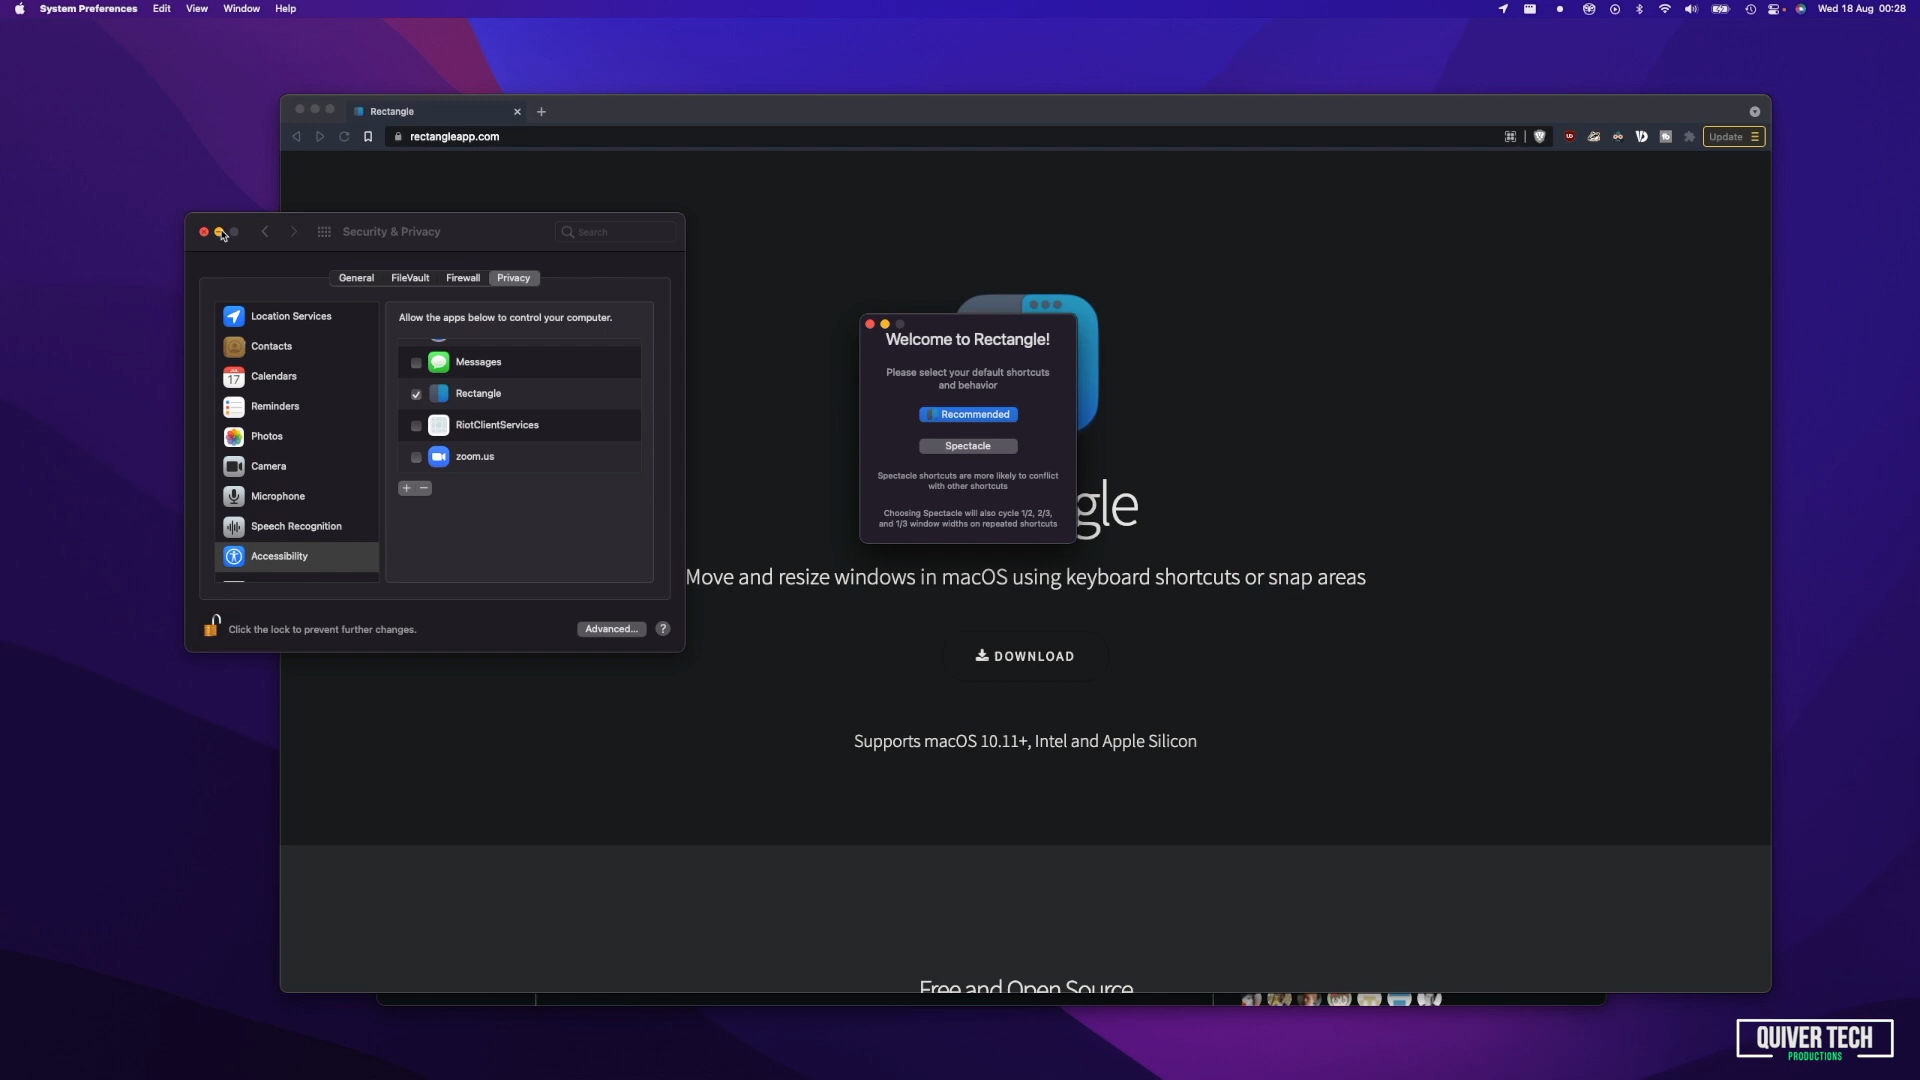 System Preferences Edit View Window Help
Wed 18 Aug 00:28
Rectangle
rectangleapp.com
Update
Security & Privacy
Search
General FileVault Firewall Privacy
Location Services
Contacts
17
Calendars
Reminders
Photos
Camera
Microphone
Speech Recognition
Accessibility
Allow the apps below to control your computer.
Messages
Rectangle
RiotClientServices
zoom.us
+ −
Click the lock to prevent further changes.
Advanced... ?
Welcome to Rectangle!
Please select your default shortcuts
and behavior
Recommended
Spectacle
Spectacle shortcuts are more likely to conflict
with other shortcuts
Choosing Spectacle will also cycle 1/2, 2/3,
and 1/3 window widths on repeated shortcuts
gle
Move and resize windows in macOS using keyboard shortcuts or snap areas
DOWNLOAD
Supports macOS 10.11+, Intel and Apple Silicon
Free and Open Source
QUIVER TECH
PRODUCTIONS